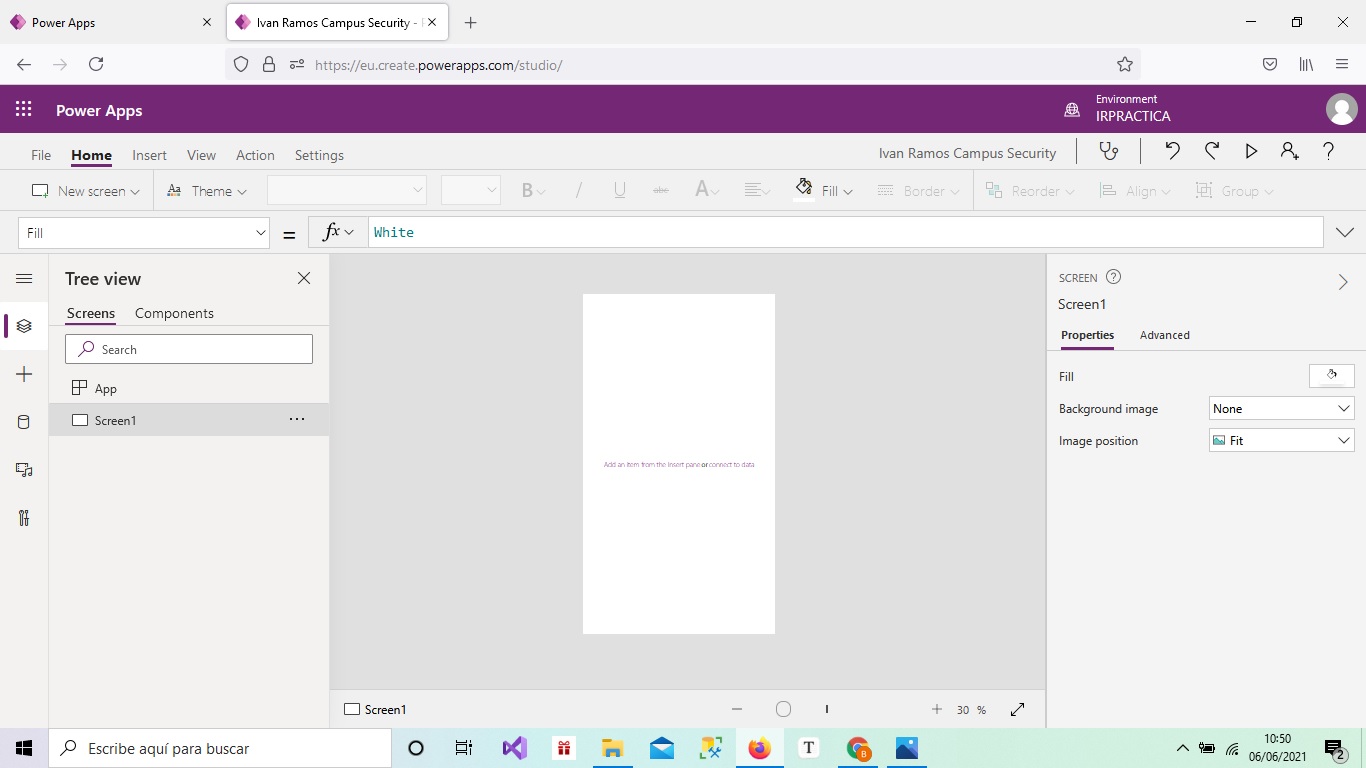 Power Apps
Ivan Ramos Campus Security -
https://eu.create.powerapps.com/studio/
Power Apps
Environment
IRPRACTICA
File Home Insert View Action Settings
Ivan Ramos Campus Security
New screen Theme B / U abc A Fill Border Reorder Align Group
Fill = fx White
Tree view
Screens Components
Search
App
Screen1
Add an item from the Insert pane or connect to data
SCREEN
Screen1
Properties Advanced
Fill
Background image None
Image position Fit
Screen1
30 %
Escribe aquí para buscar
T
B
10:50
06/06/2021
2